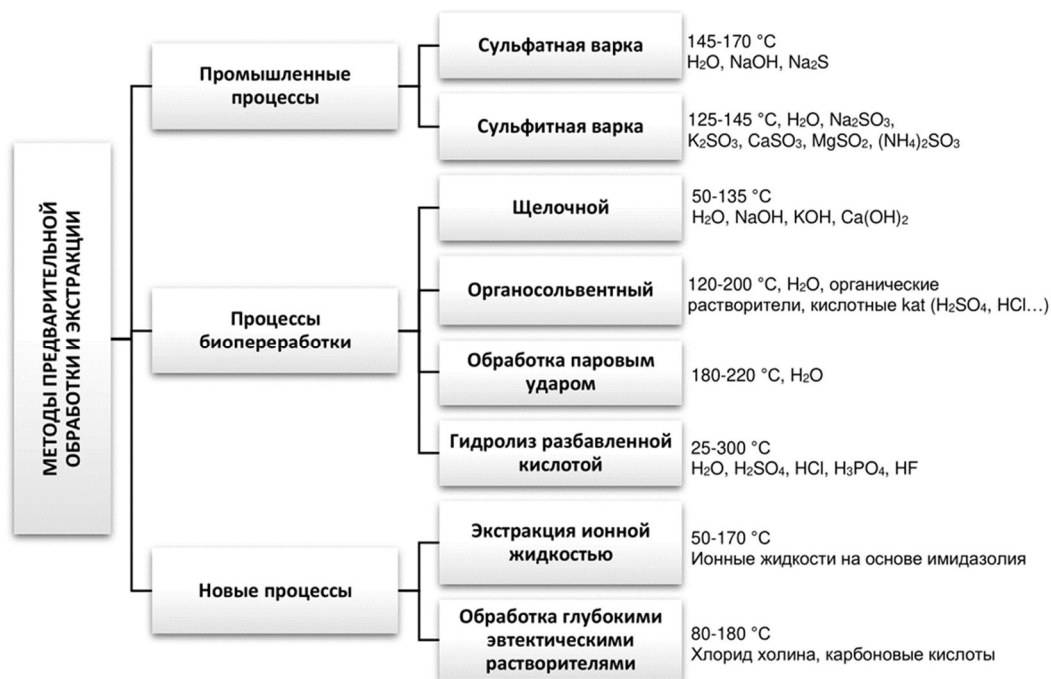 МЕТОДЫ ПРЕДВАРИТЕЛЬНОЙ
ОБРАБОТКИ И ЭКСТРАКЦИИ
Промышленные
процессы
Сульфатная варка
145-170 °C
H₂O, NaOH, Na₂S
Сульфитная варка
125-145 °C, H₂O, Na₂SO₃,
K₂SO₃, CaSO₃, MgSO₂, (NH₄)₂SO₃
Процессы
биопереработки
Щелочной
50-135 °C
H₂O, NaOH, KOH, Ca(OH)₂
Органосольвентный
120-200 °C, H₂O, органические
растворители, кислотные kat (H₂SO₄, HCl…)
Обработка паровым
ударом
180-220 °C, H₂O
Гидролиз разбавленной
кислотой
25-300 °C
H₂O, H₂SO₄, HCl, H₃PO₄, HF
Новые процессы
Экстракция ионной
жидкостью
50-170 °C
Ионные жидкости на основе имидазолия
Обработка глубокими
эвтектическими
растворителями
80-180 °C
Хлорид холина, карбоновые кислоты